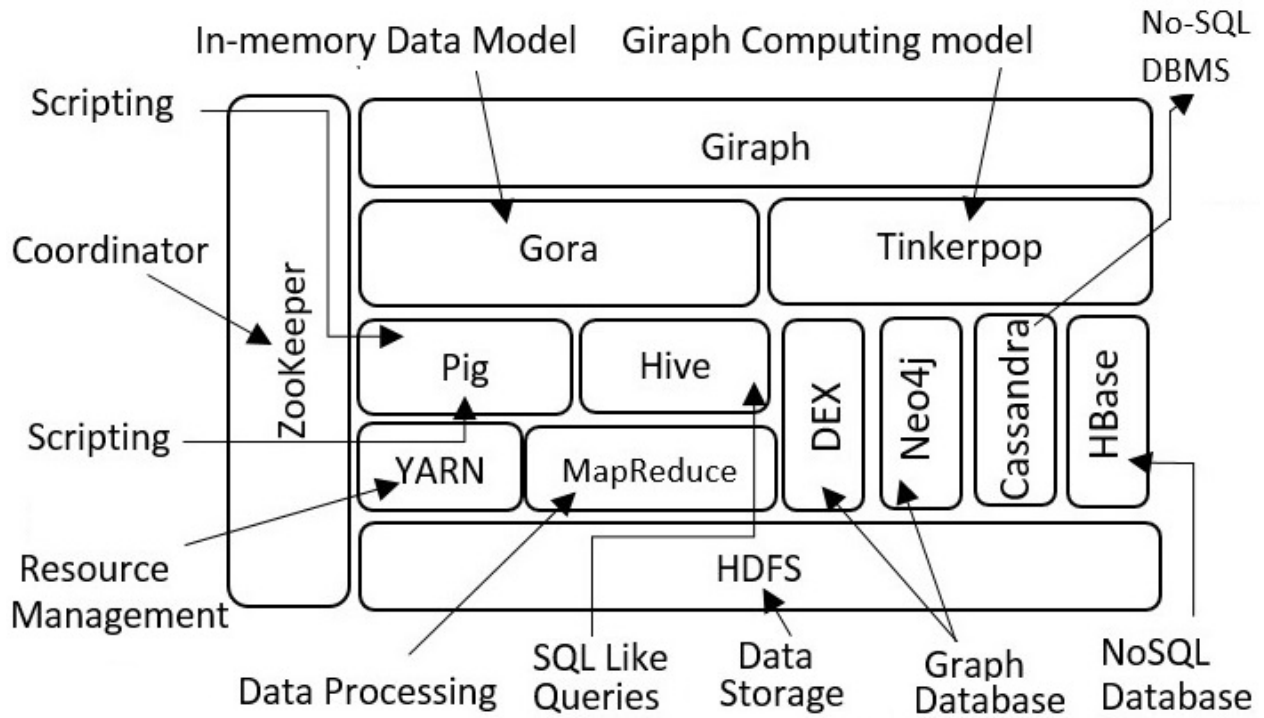 In-memory Data Model
Giraph Computing model
No-SQL
DBMS
Scripting
Giraph
Coordinator
ZooKeeper
Gora
Tinkerpop
Pig
Hive
DEX
Neo4j
Cassandra
HBase
Scripting
YARN
MapReduce
Resource
Management
HDFS
Data Processing
SQL Like
Queries
Data
Storage
Graph
Database
NoSQL
Database